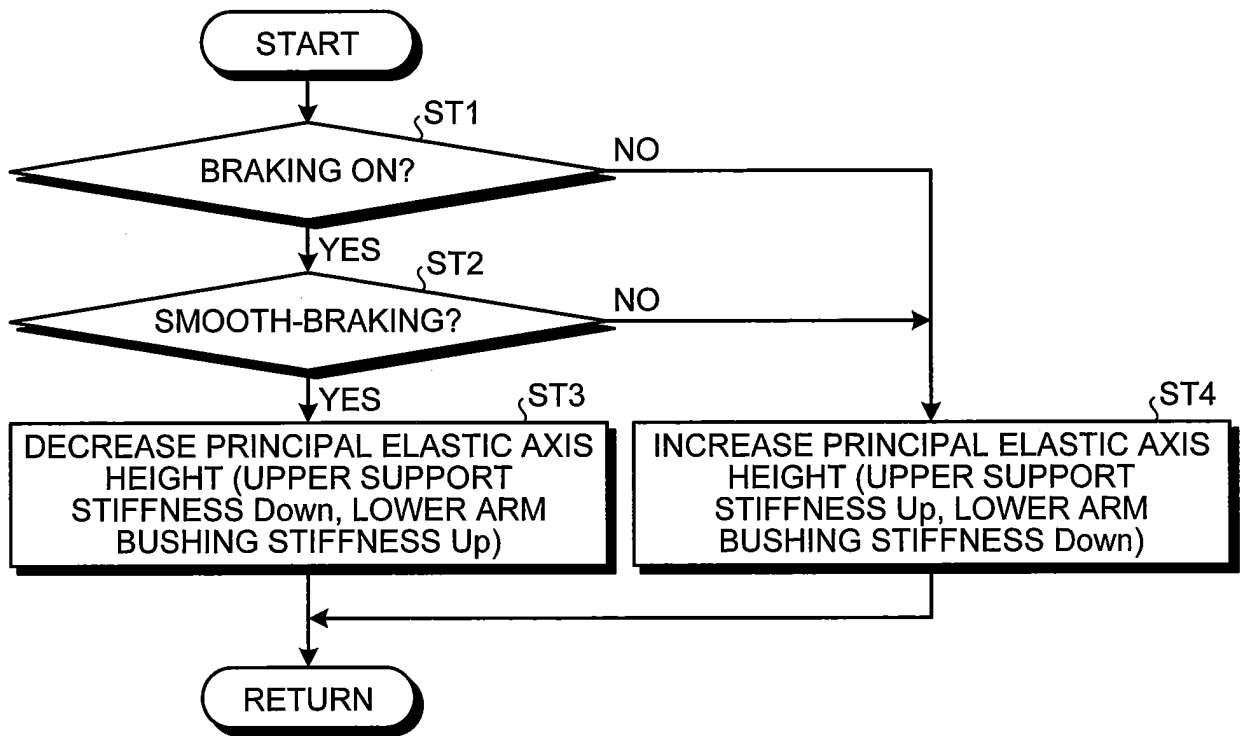 START
ST1
BRAKING ON?
NO
YES
ST2
SMOOTH-BRAKING?
NO
YES
ST3
DECREASE PRINCIPAL ELASTIC AXIS
HEIGHT (UPPER SUPPORT
STIFFNESS Down, LOWER ARM
BUSHING STIFFNESS Up)
ST4
INCREASE PRINCIPAL ELASTIC AXIS
HEIGHT (UPPER SUPPORT
STIFFNESS Up, LOWER ARM
BUSHING STIFFNESS Down)
RETURN